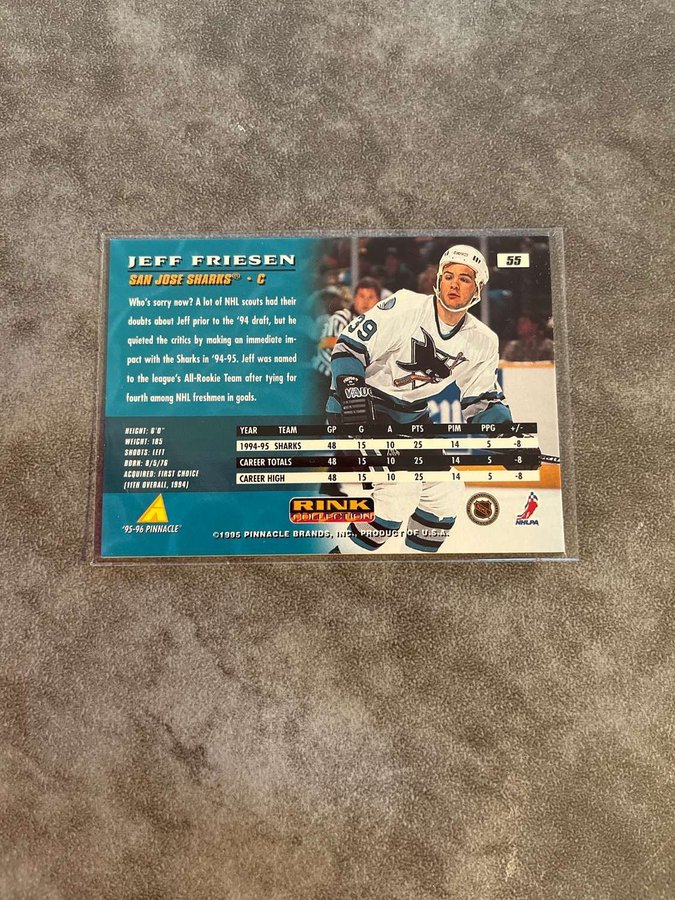 JEFF FRIESEN
55
SAN JOSE SHARKS® - C
Who's sorry now? A lot of NHL scouts had their
doubts about Jeff prior to the '94 draft, but he
quieted the critics by making an immediate im-
pact with the Sharks in '94-95. Jeff was named
to the league's All-Rookie Team after tying for
fourth among NHL freshmen in goals.
39
HEIGHT: 6'0"
WEIGHT: 185
SHOOTS: LEFT
BORN: 8/5/76
ACQUIRED: FIRST CHOICE
(11TH OVERALL, 1994)
YEAR TEAM GP G A PTS PIM PPG +/-
1994-95 SHARKS 48 15 10 25 14 5 -8
CAREER TOTALS 48 15 10 25 14 5 -8
CAREER HIGH 48 15 10 25 14 5 -8
'95-96 PINNACLE
RINK
COLLECTION
NHLPA
©1995 PINNACLE BRANDS, INC., PRODUCT OF U.S.A.